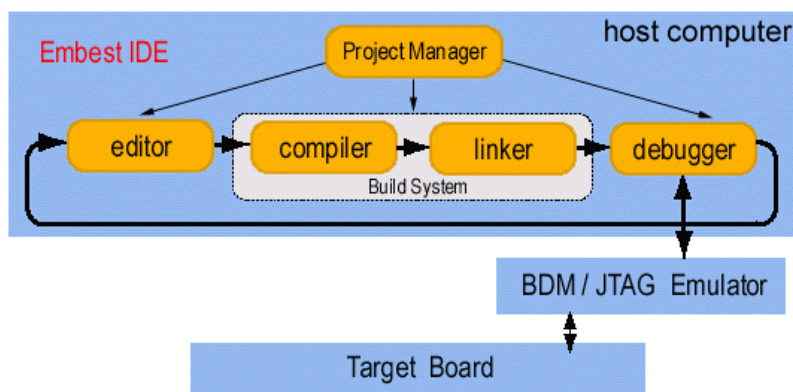 host computer
Embest IDE
Project Manager
editor
compiler
linker
debugger
Build System
BDM / JTAG Emulator
Target Board